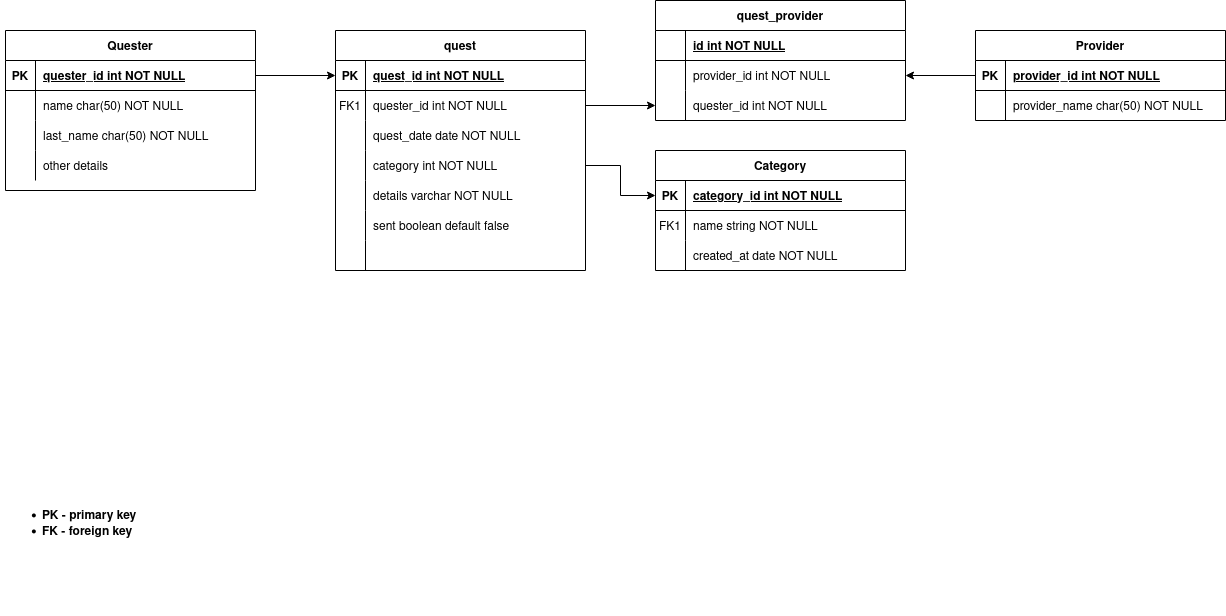 Quester
PK quester_id int NOT NULL
name char(50) NOT NULL
last_name char(50) NOT NULL
other details
quest
PK quest_id int NOT NULL
FK1 quester_id int NOT NULL
quest_date date NOT NULL
category int NOT NULL
details varchar NOT NULL
sent boolean default false
quest_provider
id int NOT NULL
provider_id int NOT NULL
quester_id int NOT NULL
Category
PK category_id int NOT NULL
FK1 name string NOT NULL
created_at date NOT NULL
Provider
PK provider_id int NOT NULL
provider_name char(50) NOT NULL
• PK - primary key
• FK - foreign key